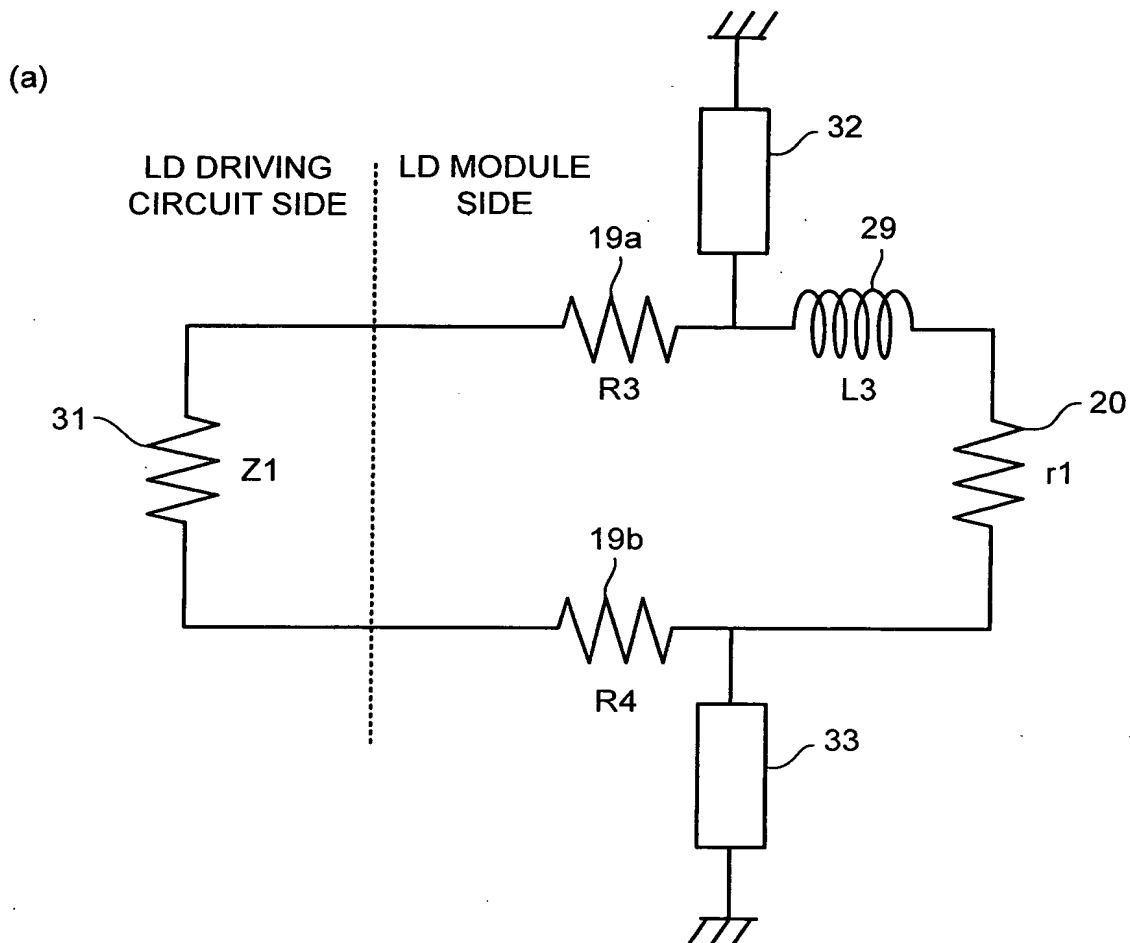 (a)
LD DRIVING
CIRCUIT SIDE
LD MODULE
SIDE
32
19a
29
R3
L3
31
Z1
20
r1
19b
R4
33